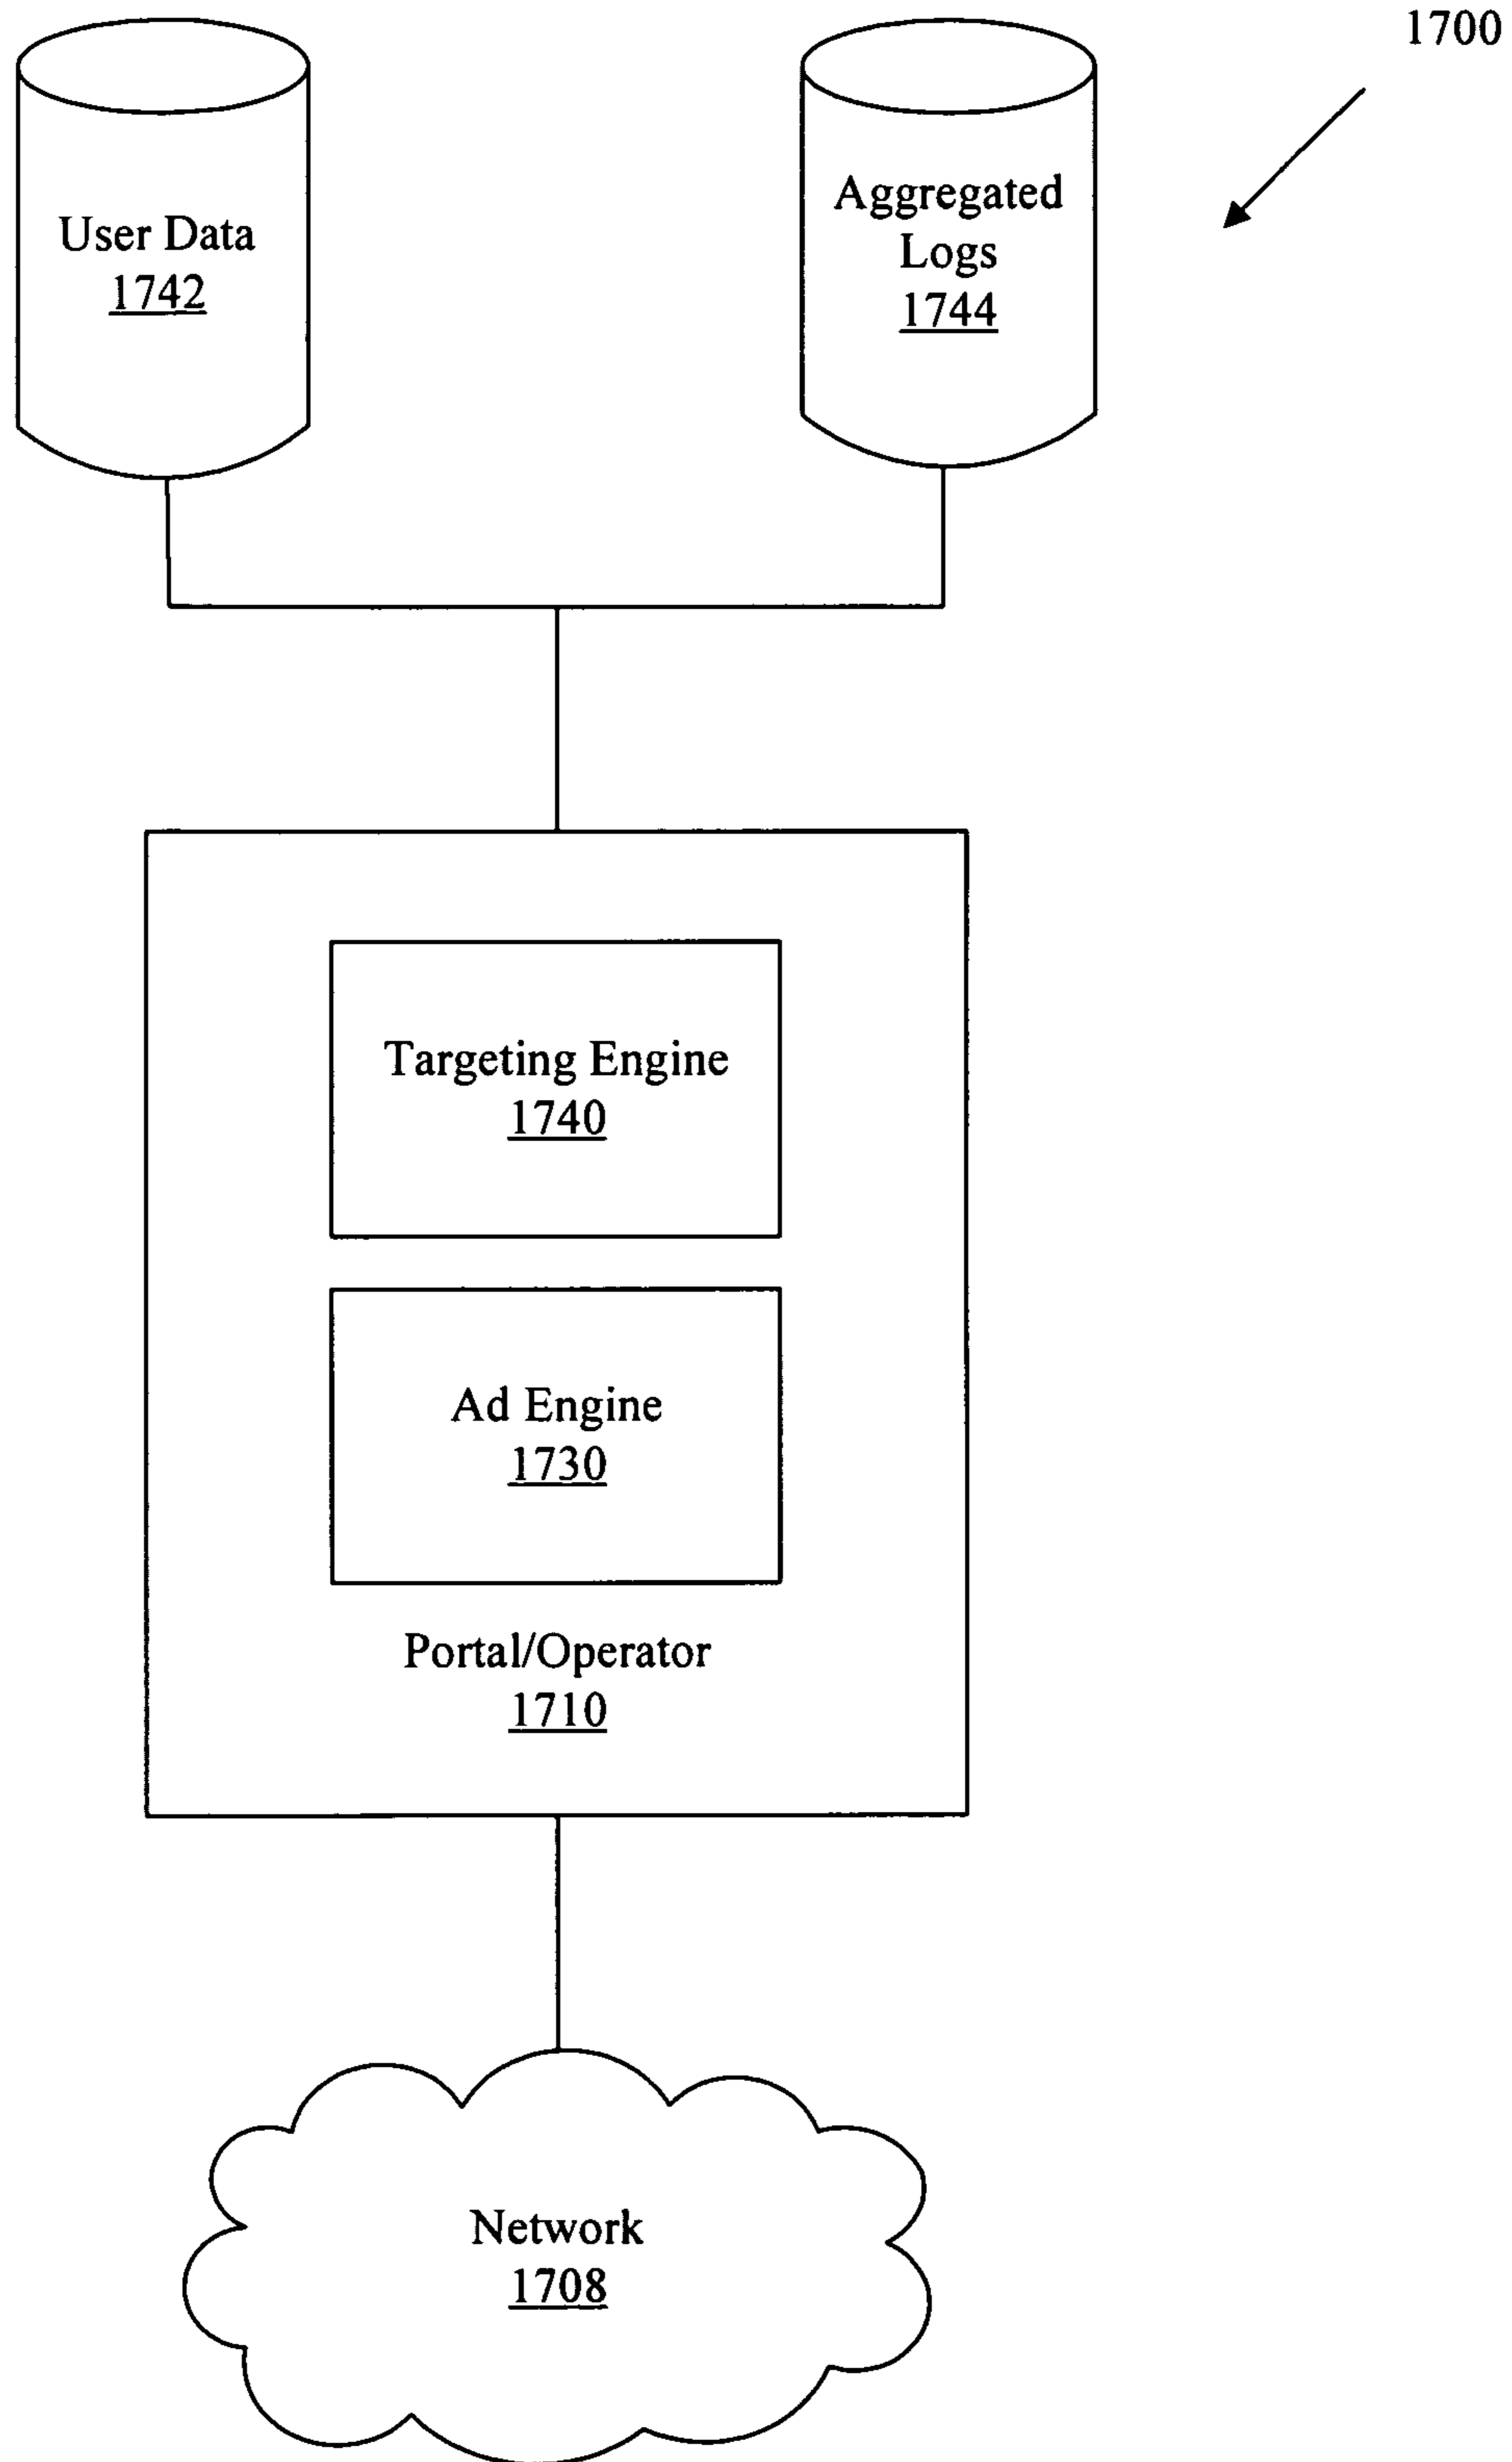 1700
User Data
1742
Aggregated
Logs
1744
Targeting Engine
1740
Ad Engine
1730
Portal/Operator
1710
Network
1708